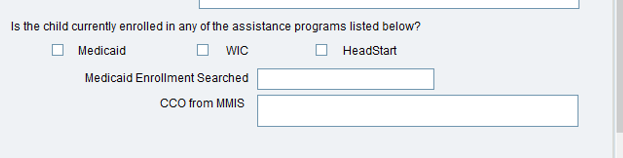 Is the child currently enrolled in any of the assistance programs listed below?
Medicaid WIC HeadStart
Medicaid Enrollment Searched
CCO from MMIS